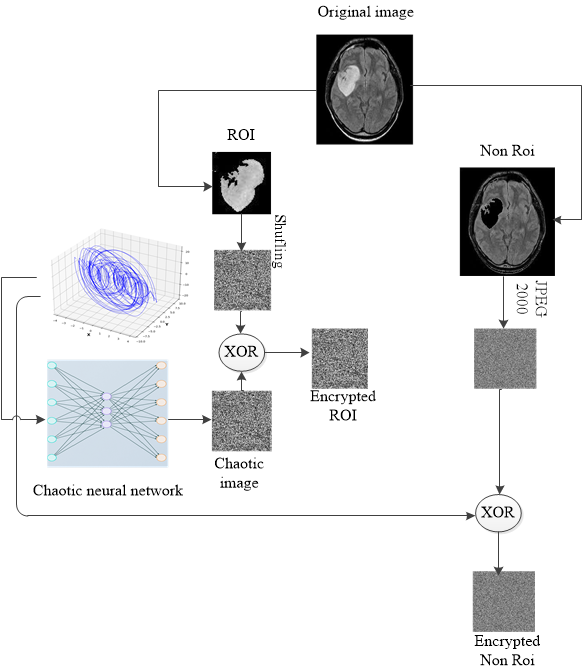 Original image
ROI
Non Roi
Shufling
JPEG
2000
XOR
Encrypted
ROI
Chaotic
image
Chaotic neural network
XOR
Encrypted
Non Roi